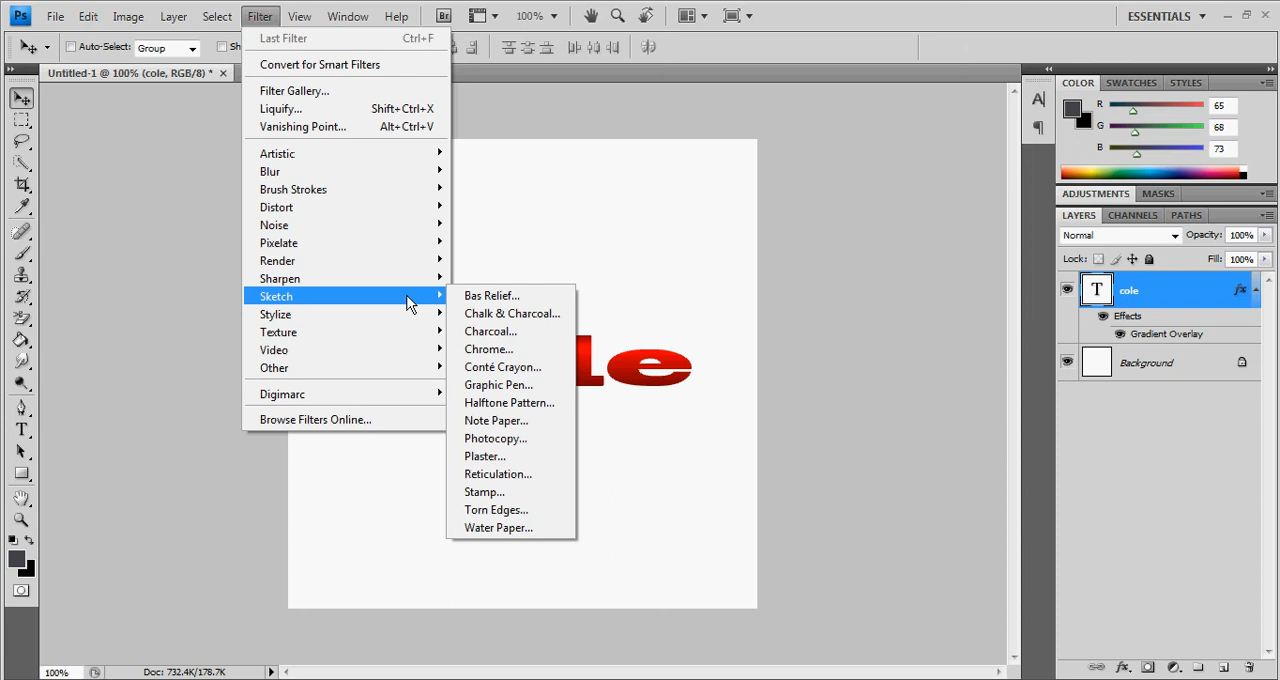 Ps File Edit Image Layer Select Filter View Window Help Br 100% ESSENTIALS
Auto-Select: Group Sh
Untitled-1 @ 100% (cole, RGB/8) *
Last Filter Ctrl+F
Convert for Smart Filters
Filter Gallery...
Liquify... Shift+Ctrl+X
Vanishing Point... Alt+Ctrl+V
Artistic
Blur
Brush Strokes
Distort
Noise
Pixelate
Render
Sharpen
Sketch
Stylize
Texture
Video
Other
Digimarc
Browse Filters Online...
Bas Relief...
Chalk & Charcoal...
Charcoal...
Chrome...
Conté Crayon...
Graphic Pen...
Halftone Pattern...
Note Paper...
Photocopy...
Plaster...
Reticulation...
Stamp...
Torn Edges...
Water Paper...
le
COLOR SWATCHES STYLES
R 65
G 68
B 73
ADJUSTMENTS MASKS
LAYERS CHANNELS PATHS
Normal Opacity: 100%
Lock: Fill: 100%
T cole fx
Effects
Gradient Overlay
Background
100% Doc: 732.4K/178.7K